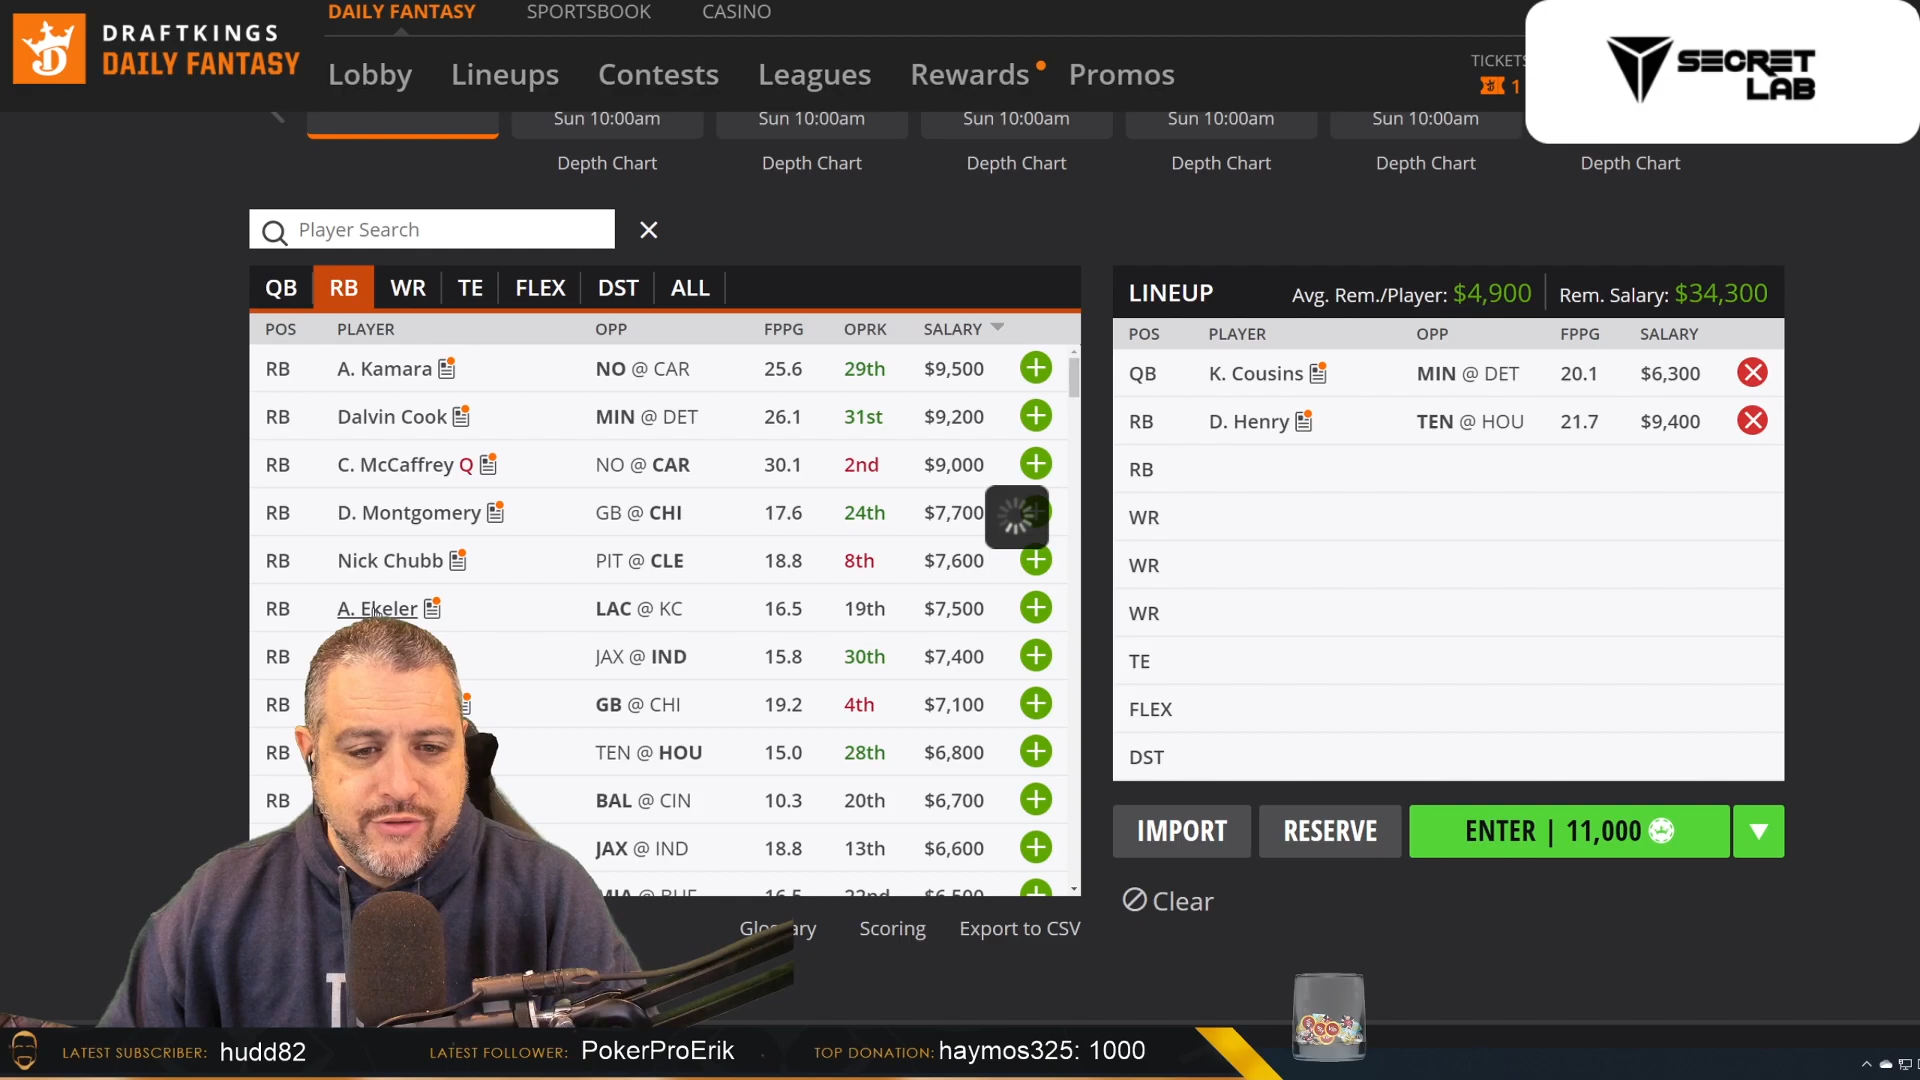 DAILY FANTASY SPORTSBOOK CASINO
DRAFTKINGS
DAILY FANTASY
Lobby Lineups Contests Leagues Rewards Promos
TICKETS
1
SECRET
LAB
Sun 10:00am Sun 10:00am Sun 10:00am Sun 10:00am Sun 10:00am
Depth Chart Depth Chart Depth Chart Depth Chart Depth Chart Depth Chart
Player Search
QB RB WR TE FLEX DST ALL
POS PLAYER OPP FPPG OPRK SALARY
RB A. Kamara NO @ CAR 25.6 29th $9,500
RB Dalvin Cook MIN @ DET 26.1 31st $9,200
RB C. McCaffrey Q NO @ CAR 30.1 2nd $9,000
RB D. Montgomery GB @ CHI 17.6 24th $7,700
RB Nick Chubb PIT @ CLE 18.8 8th $7,600
RB A. Ekeler LAC @ KC 16.5 19th $7,500
RB JAX @ IND 15.8 30th $7,400
RB GB @ CHI 19.2 4th $7,100
RB TEN @ HOU 15.0 28th $6,800
RB BAL @ CIN 10.3 20th $6,700
JAX @ IND 18.8 13th $6,600
MIA @ BUF 16.5 22nd $6,500
Glossary Scoring Export to CSV
LINEUP Avg. Rem./Player: $4,900 Rem. Salary: $34,300
POS PLAYER OPP FPPG SALARY
QB K. Cousins MIN @ DET 20.1 $6,300
RB D. Henry TEN @ HOU 21.7 $9,400
RB
WR
WR
WR
TE
FLEX
DST
IMPORT RESERVE ENTER | 11,000
Clear
LATEST SUBSCRIBER: hudd82 LATEST FOLLOWER: PokerProErik TOP DONATION: haymos325: 1000